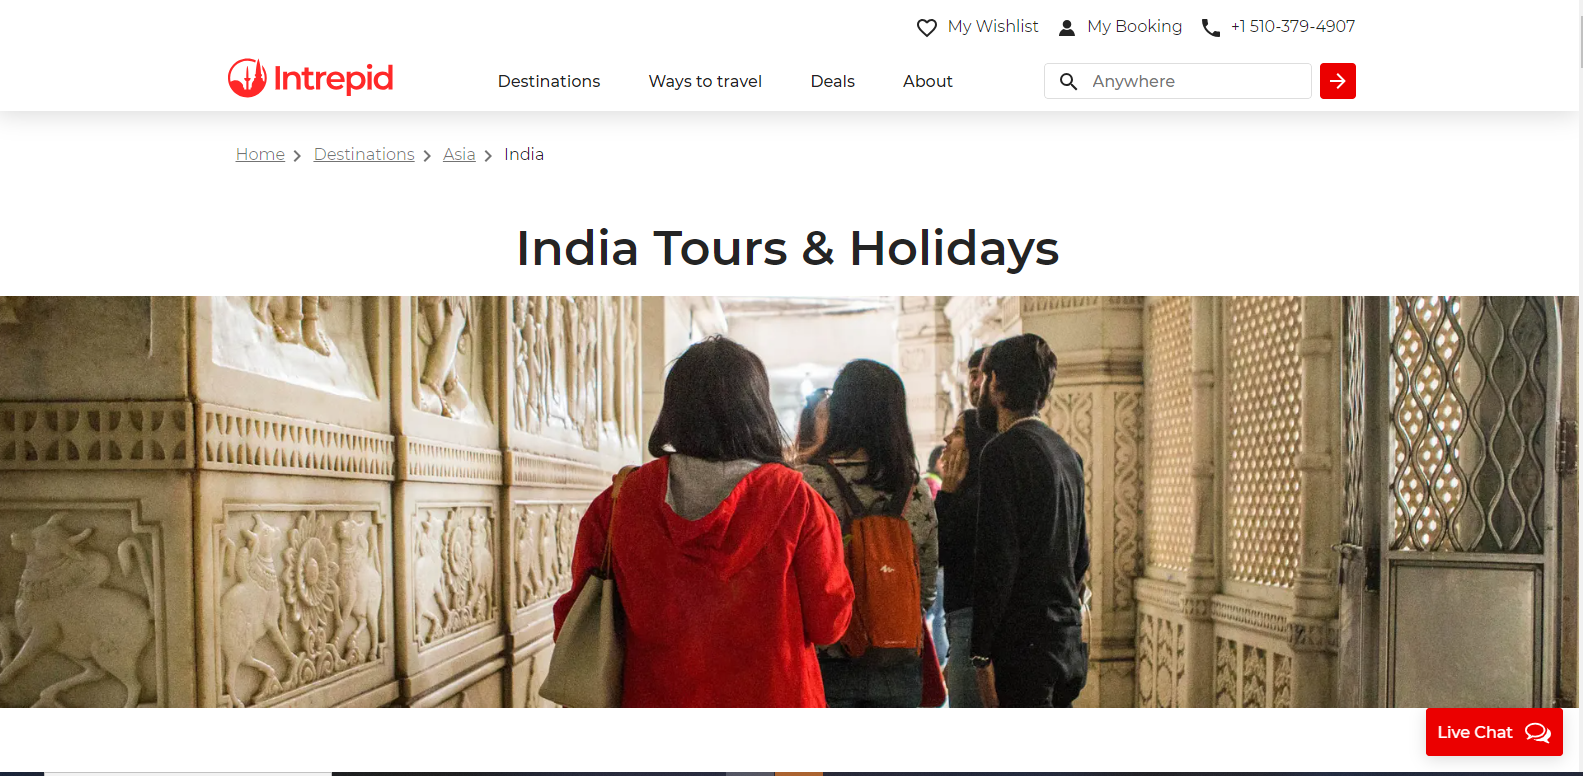 My Wishlist
My Booking
+1 510-379-4907
Intrepid
Destinations
Ways to travel
Deals
About
Anywhere
Home > Destinations > Asia > India
India Tours & Holidays
Live Chat